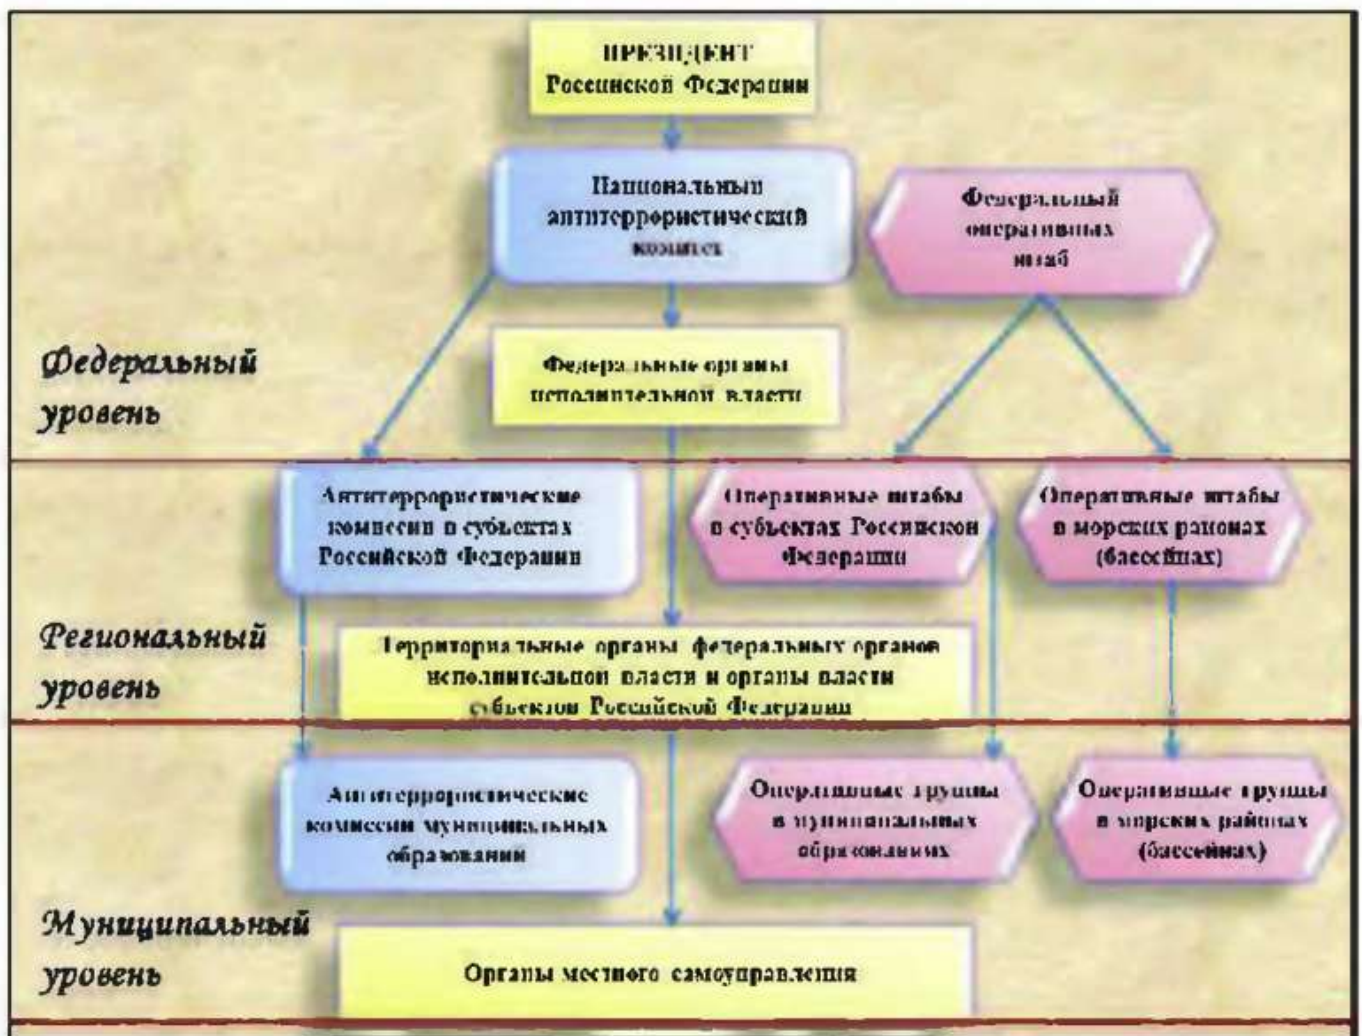 ПРЕЗИДЕНТ
Российской Федерации
Национальный
антитеррористический
комитет
Федеральный
оперативных
штаб
Федеральный
уровень
Федеральные органы
исполнительной власти
Антитеррористические
комиссии в субъектах
Российской Федерации
Оперативные штабы
в субъектах Российской
Федерации
Оперативные штабы
в морских районах
(бассейнах)
Региональный
уровень
Территориальные органы федеральных органов
исполнительной власти и органы власти
субъектов Российской Федерации
Антитеррористические
комиссии муниципальных
образований
Оперативные группы
в муниципальных
образованиях
Оперативные группы
в морских районах
(бассейнах)
Муниципальный
уровень
Органы местного самоуправления